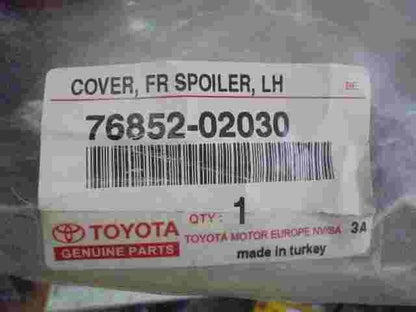 COVER, FR SPOILER, LH
76852-02030
QTY: 1
TOYOTA
GENUINE PARTS
TOYOTA MOTOR EUROPE NV/SA 3A
made in turkey